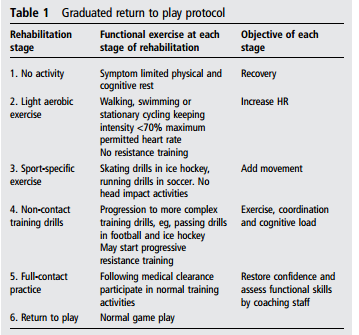 Table 1 Graduated return to play protocol
Rehabilitation stage Functional exercise at each stage of rehabilitation Objective of each stage
1. No activity Symptom limited physical and cognitive rest Recovery
2. Light aerobic exercise Walking, swimming or stationary cycling keeping intensity <70% maximum permitted heart rate No resistance training Increase HR
3. Sport-specific exercise Skating drills in ice hockey, running drills in soccer. No head impact activities Add movement
4. Non-contact training drills Progression to more complex training drills, eg, passing drills in football and ice hockey May start progressive resistance training Exercise, coordination and cognitive load
5. Full-contact practice Following medical clearance participate in normal training activities Restore confidence and assess functional skills by coaching staff
6. Return to play Normal game play